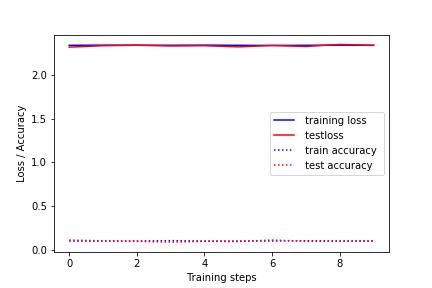 2.0
1.5
1.0
0.5
0.0
Loss / Accuracy
training loss
testloss
train accuracy
test accuracy
0 2 4 6 8
Training steps